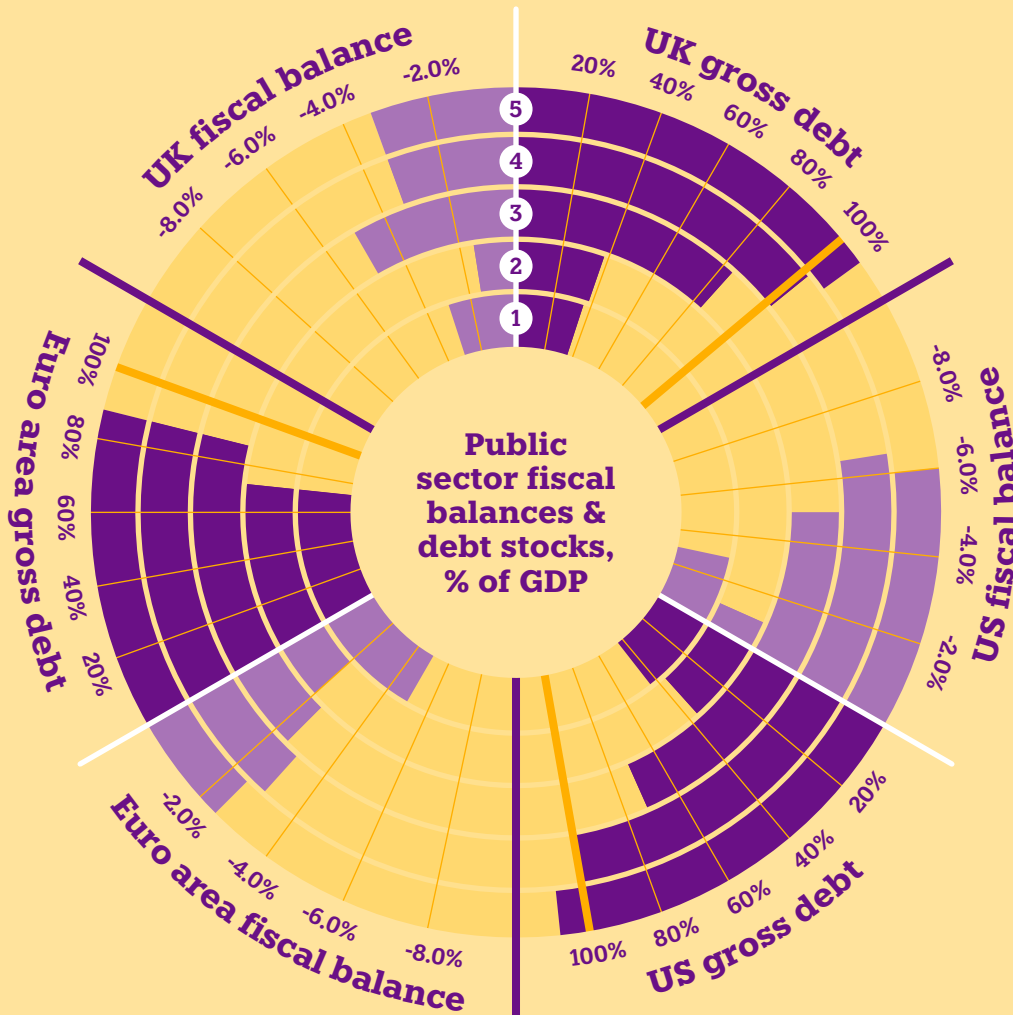 UK fiscal balance
-2.0%
-4.0%
-6.0%
-8.0%
UK gross debt
20%
40%
60%
80%
100%
5
4
3
2
1
US fiscal balance
-8.0%
-6.0%
-4.0%
-2.0%
Euro area gross debt
100%
80%
60%
40%
20%
Public
sector fiscal
balances &
debt stocks,
% of GDP
Euro area fiscal balance
-2.0%
-4.0%
-6.0%
-8.0%
US gross debt
20%
40%
60%
80%
100%